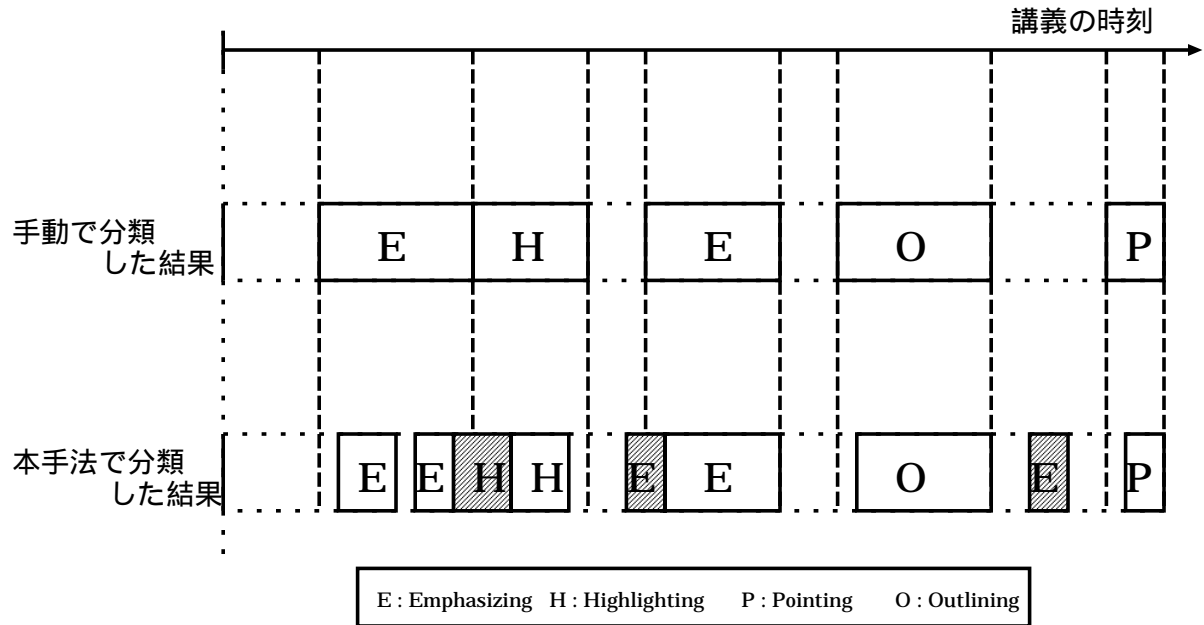 講義の時刻
手動で分類
した結果
E H E O P
本手法で分類
した結果
E E H H E E O E P
E : Emphasizing H : Highlighting P : Pointing O : Outlining